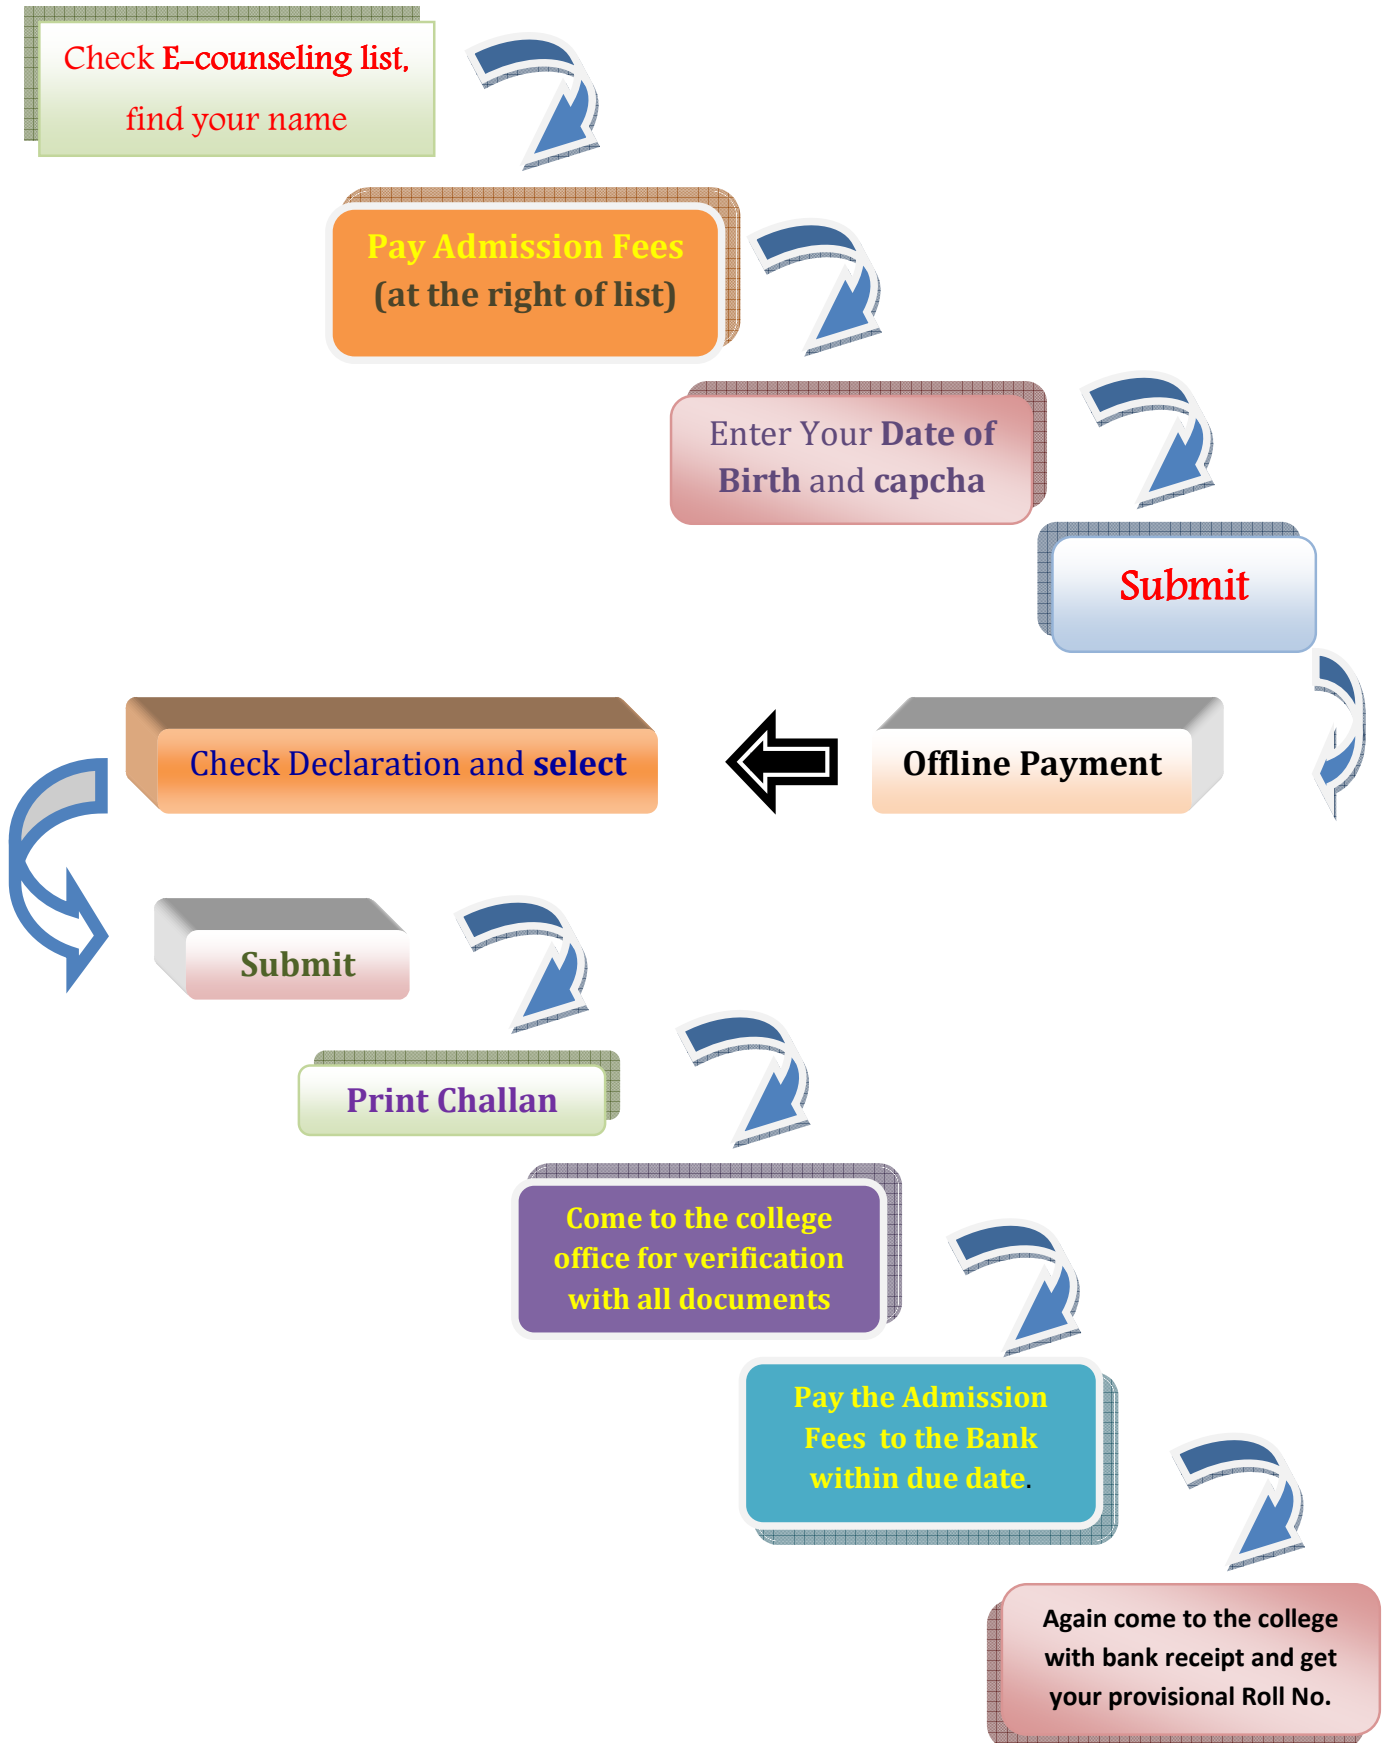 Check E-counseling list,
find your name
Pay Admission Fees
(at the right of list)
Enter Your Date of
Birth and capcha
Submit
Offline Payment
Check Declaration and select
Submit
Print Challan
Come to the college
office for verification
with all documents
Pay the Admission
Fees to the Bank
within due date.
Again come to the college
with bank receipt and get
your provisional Roll No.